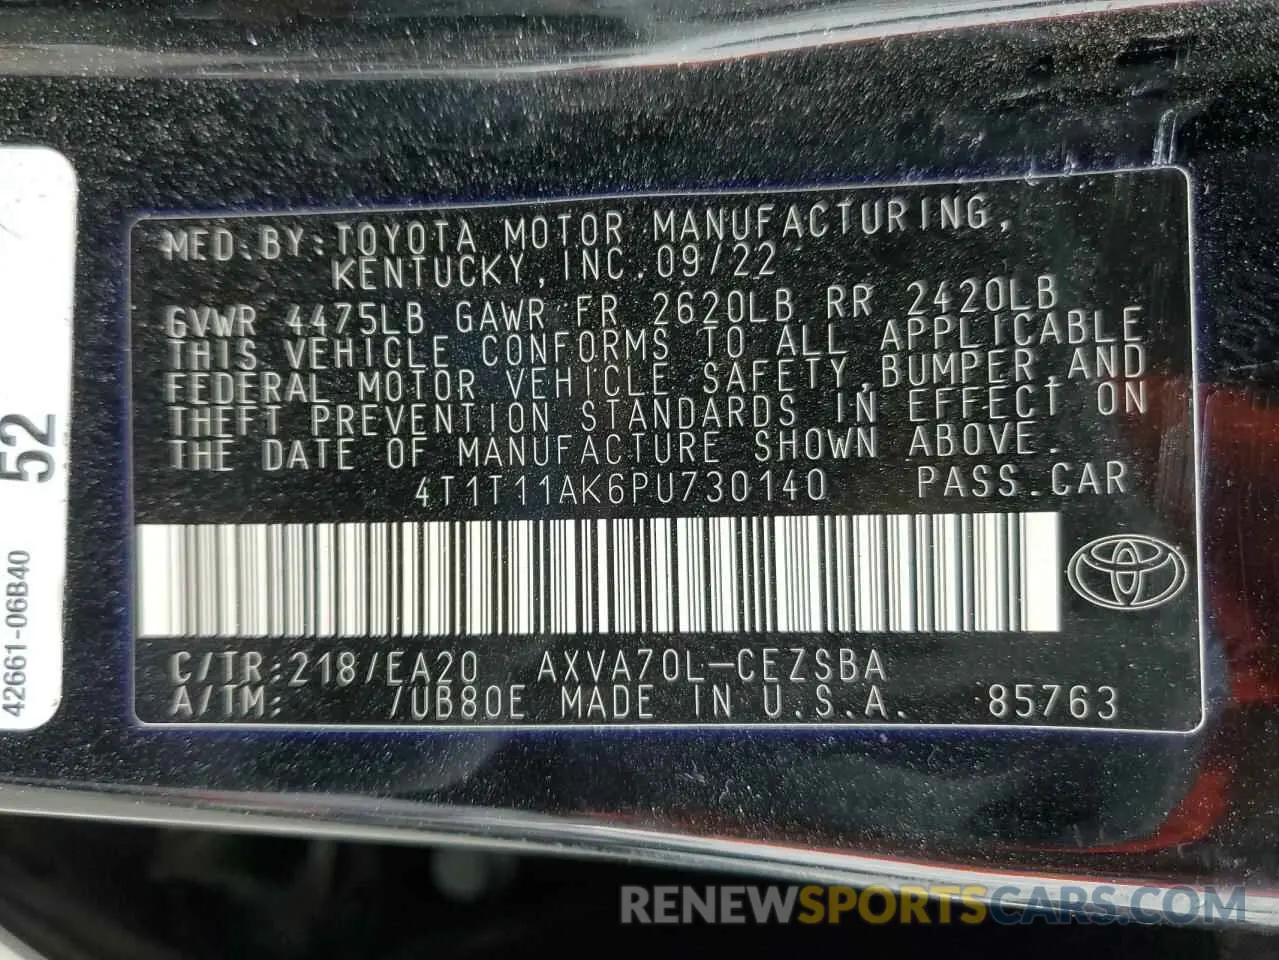 MFD.BY:TOYOTA MOTOR MANUFACTURING,
KENTUCKY,INC.09/22
GVWR 4475LB GAWR FR 2620LB RR 2420LB
THIS VEHICLE CONFORMS TO ALL APPLICABLE
FEDERAL MOTOR VEHICLE SAFETY,BUMPER,AND
THEFT PREVENTION STANDARDS IN EFFECT ON
THE DATE OF MANUFACTURE SHOWN ABOVE.
4T1T11AK6PU730140 PASS.CAR
C/TR:218/EA20 AXVA70L-CEZSBA
A/TM: /UB80E MADE IN U.S.A. 85763
52
42661-06B40
RENEWSPORTSCARS.COM